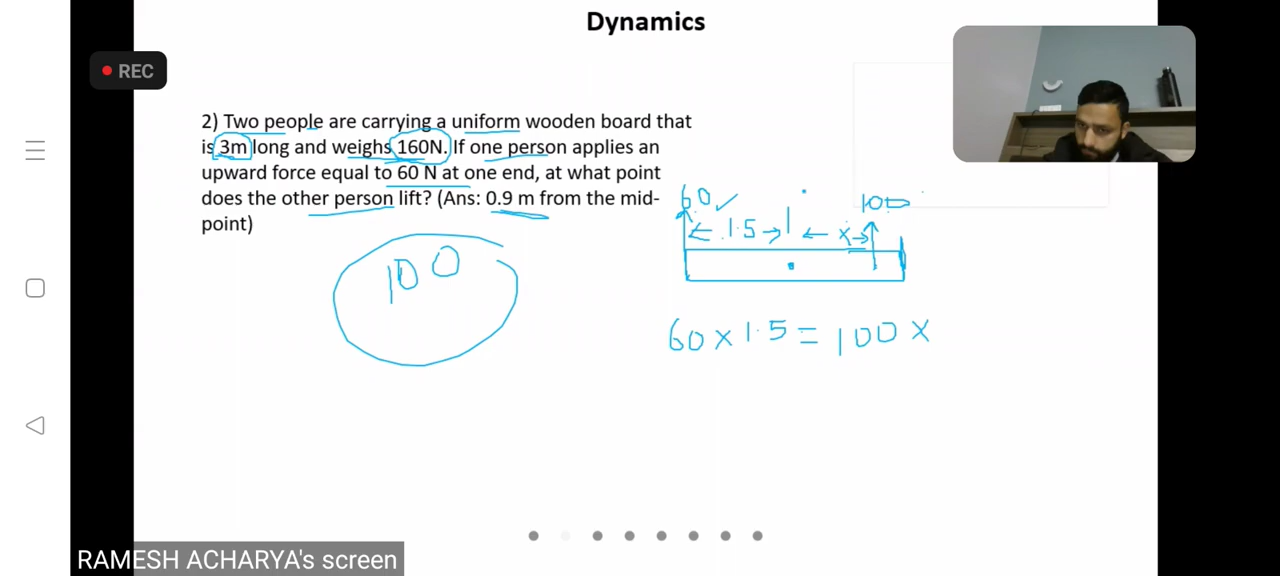 Dynamics
REC
2) Two people are carrying a uniform wooden board that
is 3m long and weighs 160N. If one person applies an
upward force equal to 60 N at one end, at what point
does the other person lift? (Ans: 0.9 m from the mid-
point)
60 ✓
100
1.5
x
100
60 × 1.5 = 100 x
RAMESH ACHARYA's screen